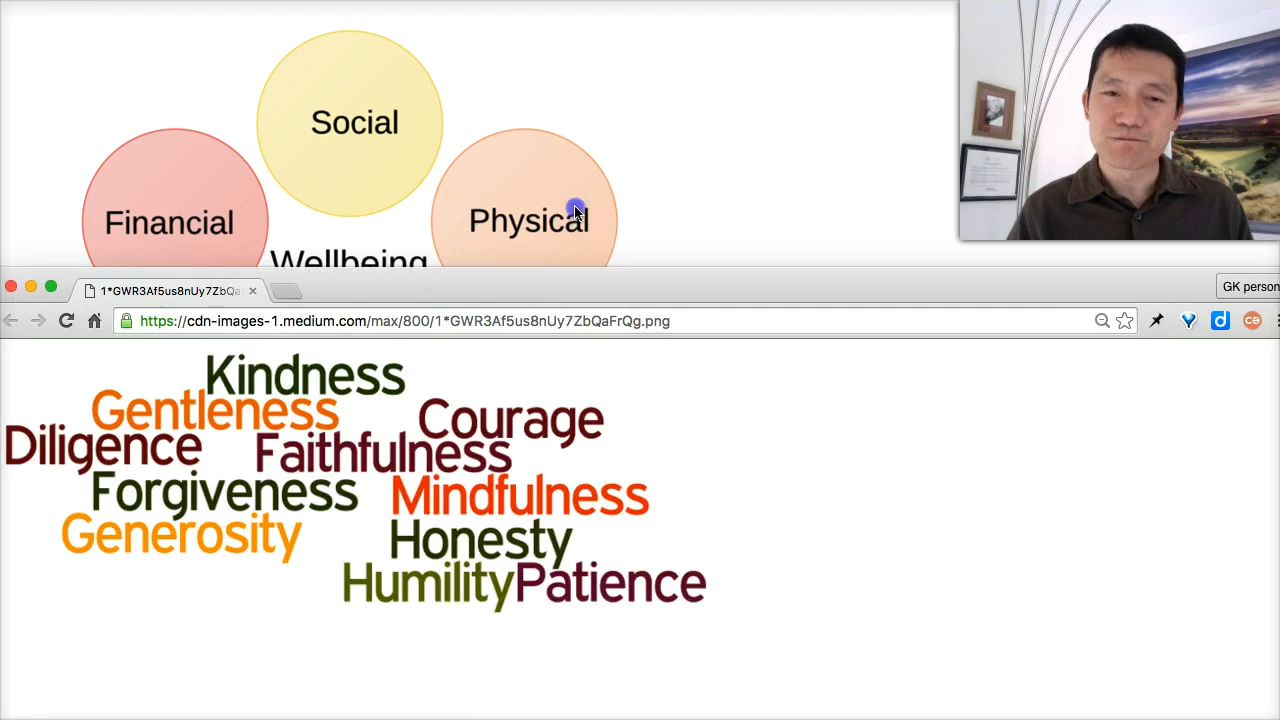 Social
Financial
Physical
Wellbeing
1*GWR3Af5us8nUy7ZbQa
GK person
https://cdn-images-1.medium.com/max/800/1*GWR3Af5us8nUy7ZbQaFrQg.png
Kindness
Gentleness
Courage
Diligence
Faithfulness
Forgiveness
Mindfulness
Generosity
Honesty
Humility
Patience